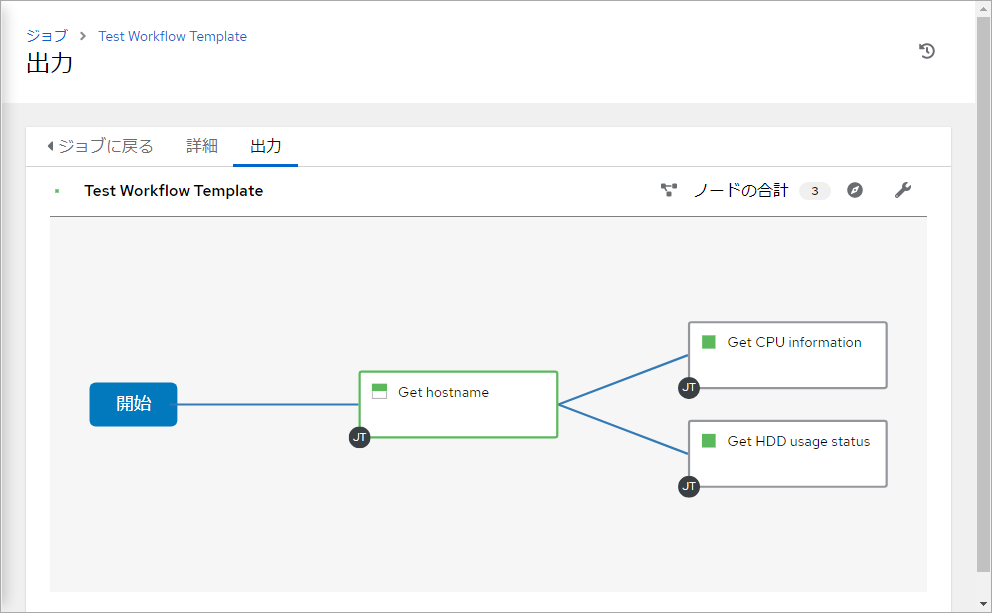 ジョブ > Test Workflow Template
出力
ジョブに戻る 詳細 出力
Test Workflow Template ノードの合計 3
Get CPU information
JT
開始
Get hostname
JT
Get HDD usage status
JT